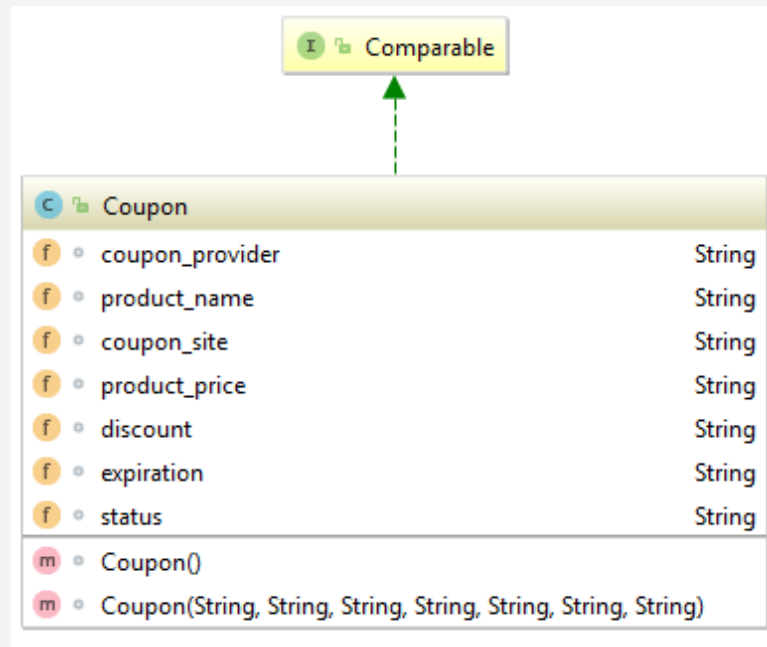 I Comparable
C Coupon
f coupon_provider String
f product_name String
f coupon_site String
f product_price String
f discount String
f expiration String
f status String
m Coupon()
m Coupon(String, String, String, String, String, String, String)